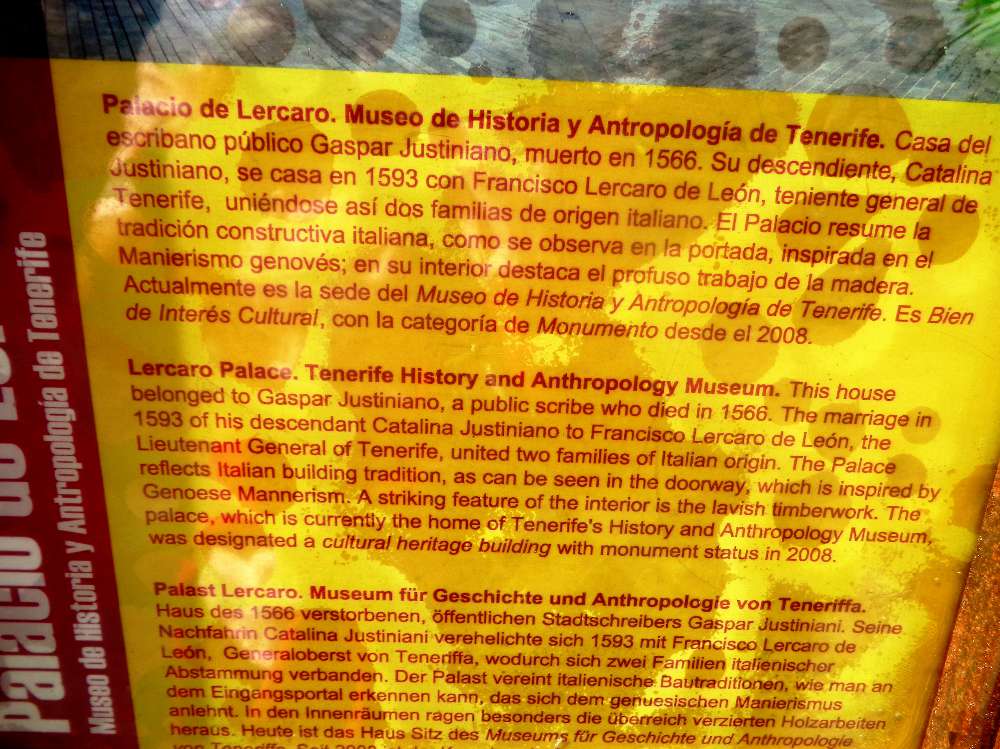 Palacio de Lercaro. Museo de Historia y Antropología de Tenerife. Casa del
escribano público Gaspar Justiniano, muerto en 1566. Su descendiente, Catalina
Justiniano, se casa en 1593 con Francisco Lercaro de León, teniente general de
Tenerife, uniéndose así dos familias de origen italiano. El Palacio resume la
tradición constructiva italiana, como se observa en la portada, inspirada en el
Manierismo genovés; en su interior destaca el profuso trabajo de la madera.
Actualmente es la sede del Museo de Historia y Antropología de Tenerife. Es Bien
de Interés Cultural, con la categoría de Monumento desde el 2008.
Lercaro Palace. Tenerife History and Anthropology Museum. This house
belonged to Gaspar Justiniano, a public scribe who died in 1566. The marriage in
1593 of his descendant Catalina Justiniano to Francisco Lercaro de León, the
Lieutenant General of Tenerife, united two families of Italian origin. The Palace
reflects Italian building tradition, as can be seen in the doorway, which is inspired by
Genoese Mannerism. A striking feature of the interior is the lavish timberwork. The
palace, which is currently the home of Tenerife's History and Anthropology Museum,
was designated a cultural heritage building with monument status in 2008.
Palast Lercaro. Museum für Geschichte und Anthropologie von Teneriffa.
Haus des 1566 verstorbenen, öffentlichen Stadtschreibers Gaspar Justiniani. Seine
Nachfahrin Catalina Justiniani verehelichte sich 1593 mit Francisco Lercaro de
León, Generaloberst von Teneriffa, wodurch sich zwei Familien italienischer
Abstammung verbanden. Der Palast vereint italienische Bautraditionen, wie man an
dem Eingangsportal erkennen kann, das sich dem genuesischen Manierismus
anlehnt. In den Innenräumen ragen besonders die überreich verzierten Holzarbeiten
heraus. Heute ist das Haus Sitz des Museums für Geschichte und Anthropologie
von Teneriffa. Seit 2008
Palacio de
Museo de Historia y Antropología de Tenerife